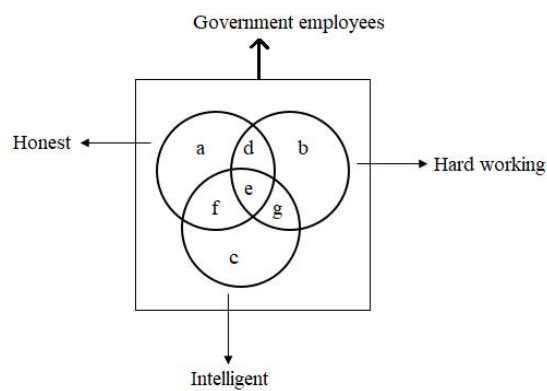 Government employees
Honest
a
d
b
Hard working
e
f
g
c
Intelligent